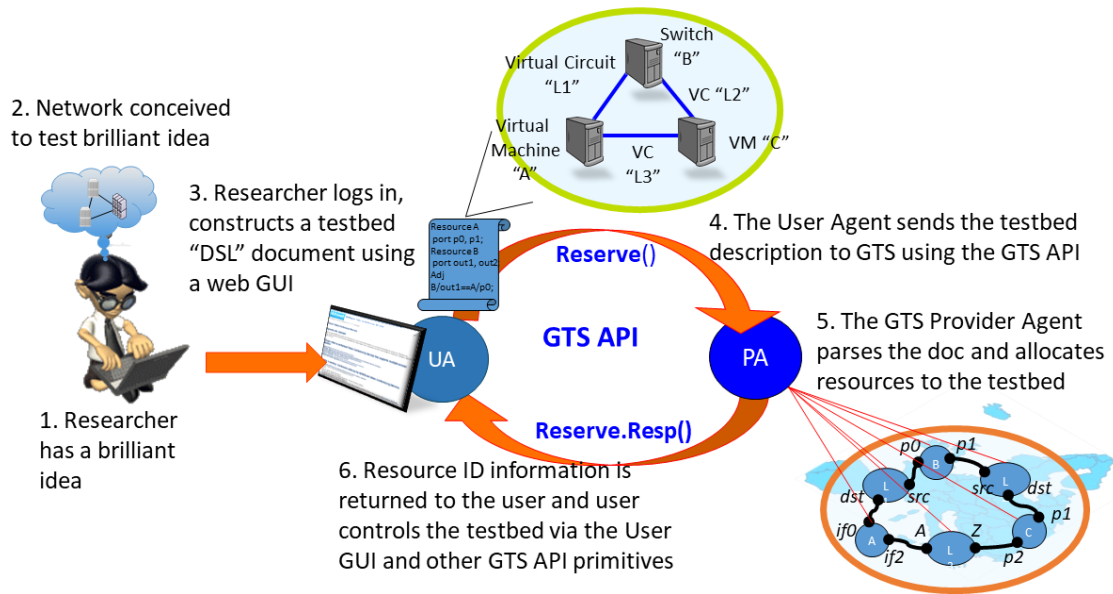 Switch
“B”
Virtual Circuit
“L1”
VC “L2”
Virtual
Machine
“A”
VC
“L3”
VM “C”
2. Network conceived
to test brilliant idea
3. Researcher logs in,
constructs a testbed
“DSL” document using
a web GUI
Resource A
port p0, p1;
Resource B
port out1, out2;
Adj
B/out1==A/p0;
Reserve()
4. The User Agent sends the testbed
description to GTS using the GTS API
GTS API
UA
PA
5. The GTS Provider Agent
parses the doc and allocates
resources to the testbed
1. Researcher
has a brilliant
idea
Reserve.Resp()
6. Resource ID information is
returned to the user and user
controls the testbed via the User
GUI and other GTS API primitives
p0
B
p1
L
dst
src
src
L
dst
if0
A
if2
A
L
Z
p2
C
p1